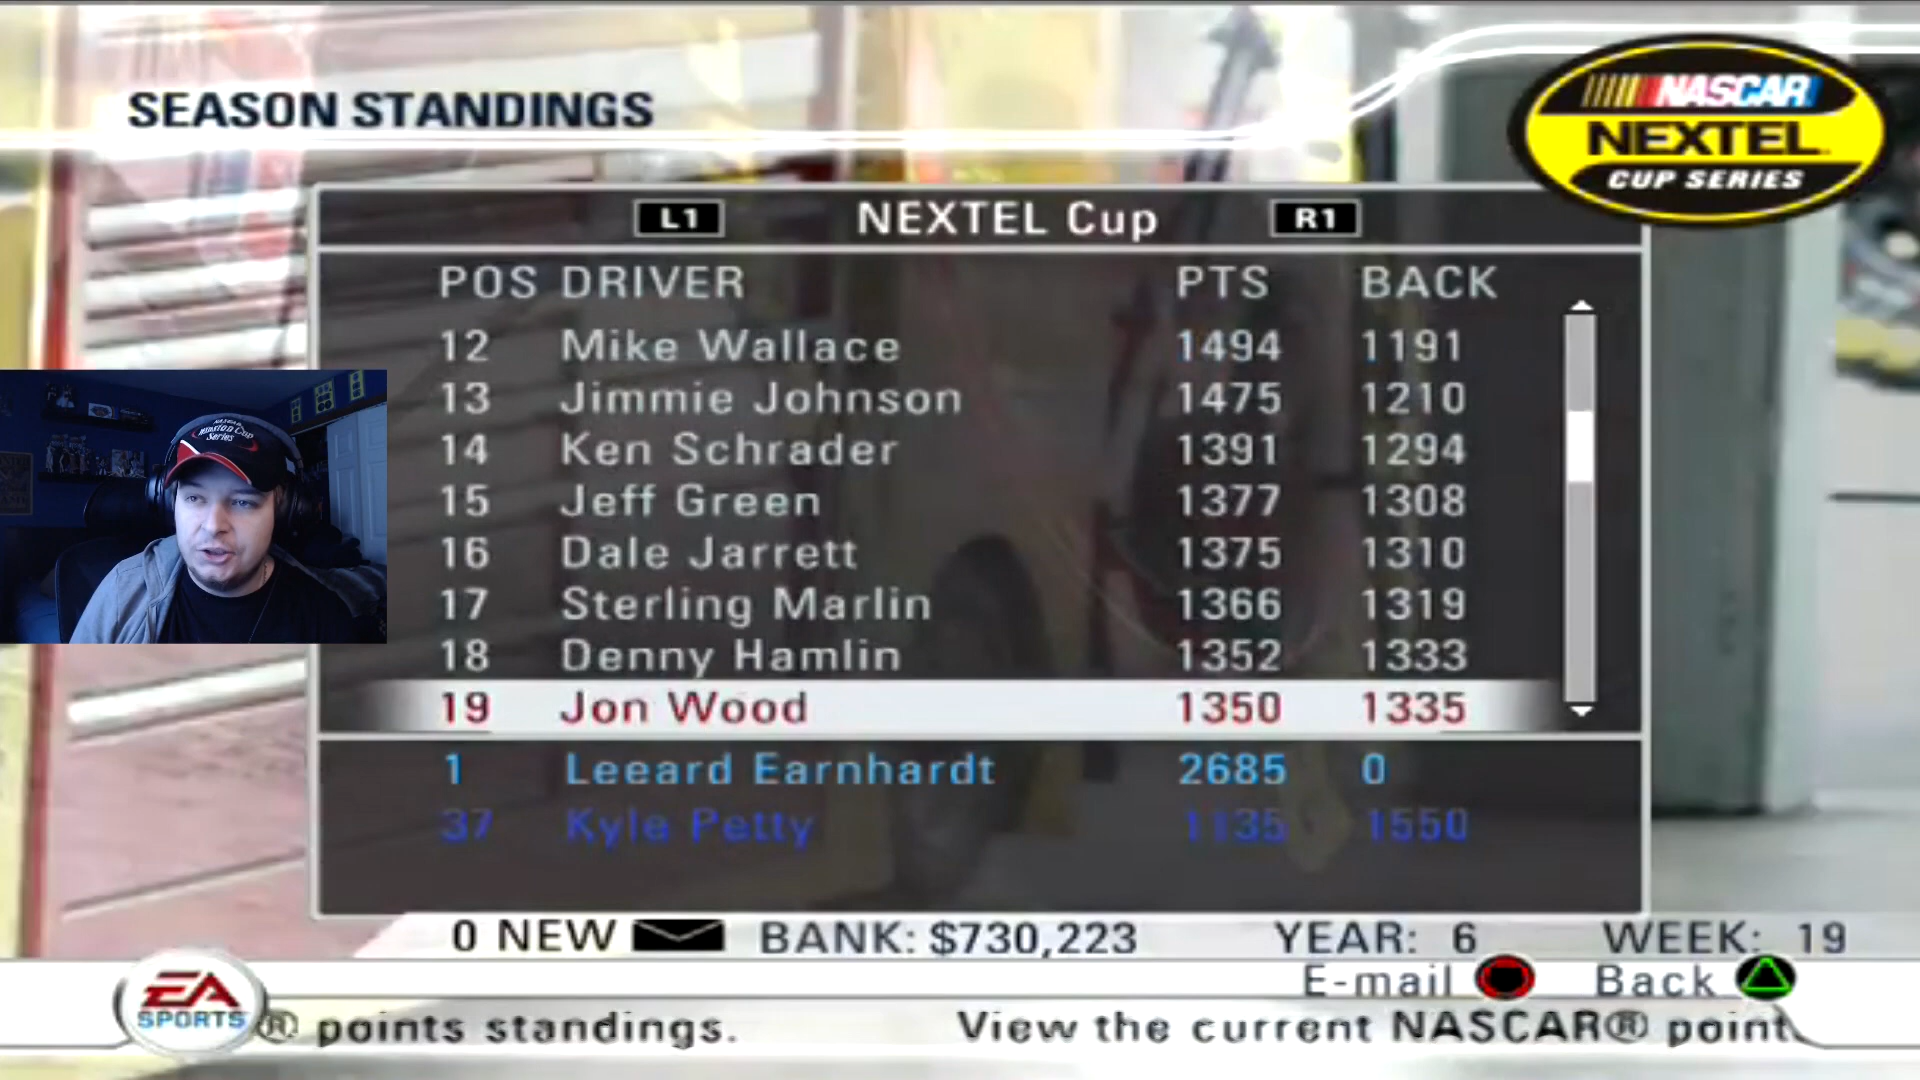 SEASON STANDINGS
NASCAR
NEXTEL
CUP SERIES
L1 NEXTEL Cup R1
POS DRIVER PTS BACK
12 Mike Wallace 1494 1191
13 Jimmie Johnson 1475 1210
14 Ken Schrader 1391 1294
15 Jeff Green 1377 1308
16 Dale Jarrett 1375 1310
17 Sterling Marlin 1366 1319
18 Denny Hamlin 1352 1333
19 Jon Wood 1350 1335
1 Leeard Earnhardt 2685 0
37 Kyle Petty 1135 1550
NASCAR
Winston Cup
Series
0 NEW BANK: $730,223 YEAR: 6 WEEK: 19
E-mail Back
EA
SPORTS
® points standings. View the current NASCAR® point